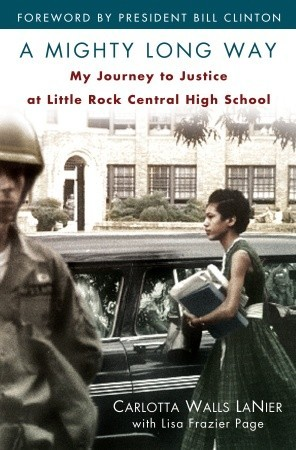 FOREWORD BY PRESIDENT BILL CLINTON
A MIGHTY LONG WAY
My Journey to Justice
at Little Rock Central High School
CARLOTTA WALLS LANIER
with Lisa Frazier Page